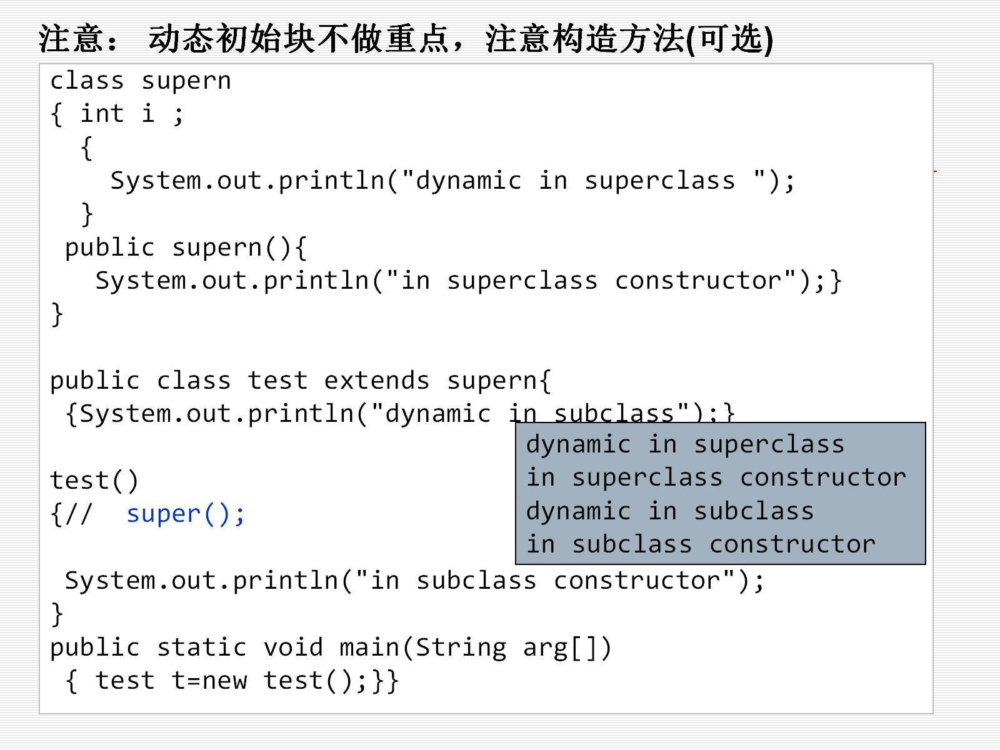 注意： 动态初始块不做重点，注意构造方法(可选)
class supern
{ int i ;
  {
    System.out.println("dynamic in superclass ");
  }
 public supern(){
   System.out.println("in superclass constructor");}
}
public class test extends supern{
 {System.out.println("dynamic in subclass");}
test()
{//  super();
 System.out.println("in subclass constructor");
}
public static void main(String arg[])
 { test t=new test();}}
dynamic in superclass
in superclass constructor
dynamic in subclass
in subclass constructor